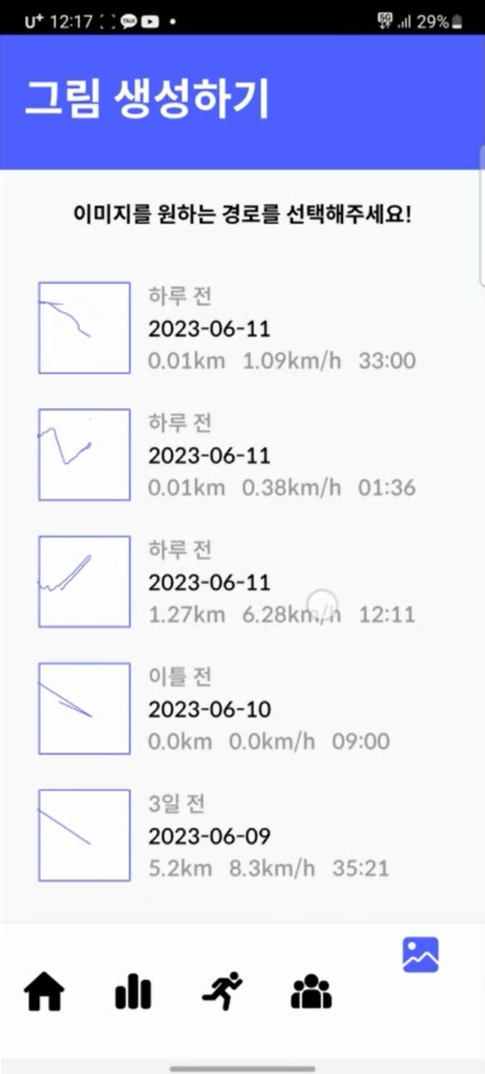 U+ 12:17 TALK 5G 29%
그림 생성하기
이미지를 원하는 경로를 선택해주세요!
하루 전
2023-06-11
0.01km 1.09km/h 33:00
하루 전
2023-06-11
0.01km 0.38km/h 01:36
하루 전
2023-06-11
1.27km 6.28km/h 12:11
이틀 전
2023-06-10
0.0km 0.0km/h 09:00
3일 전
2023-06-09
5.2km 8.3km/h 35:21